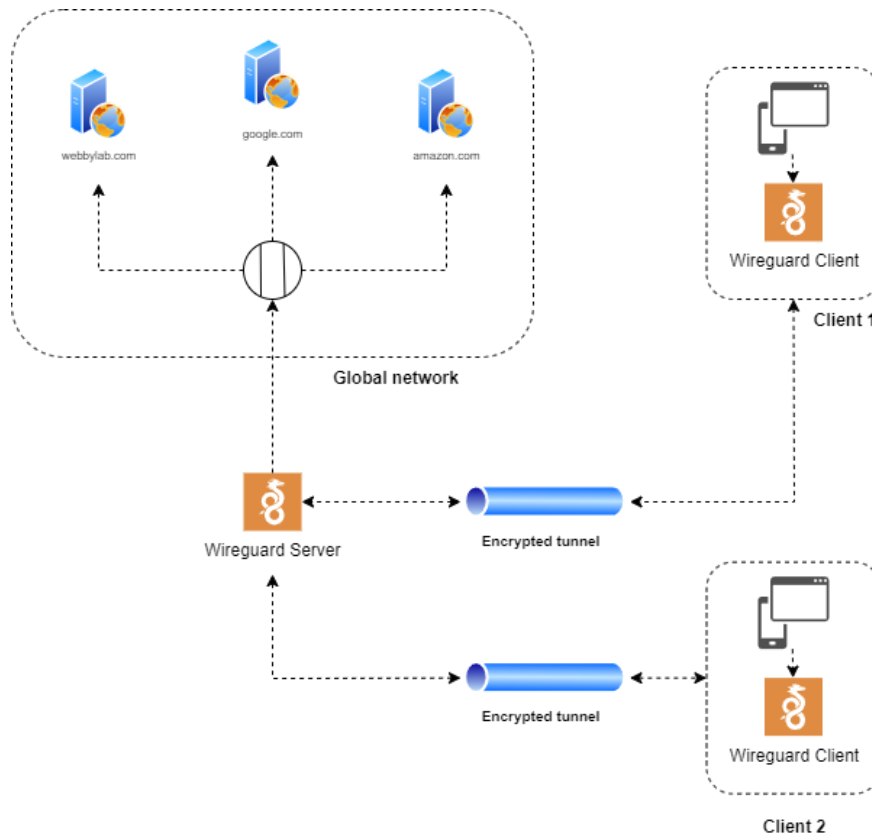 webbylab.com
google.com
amazon.com
Global network
Wireguard Client
Client 1
Wireguard Server
Encrypted tunnel
Encrypted tunnel
Wireguard Client
Client 2